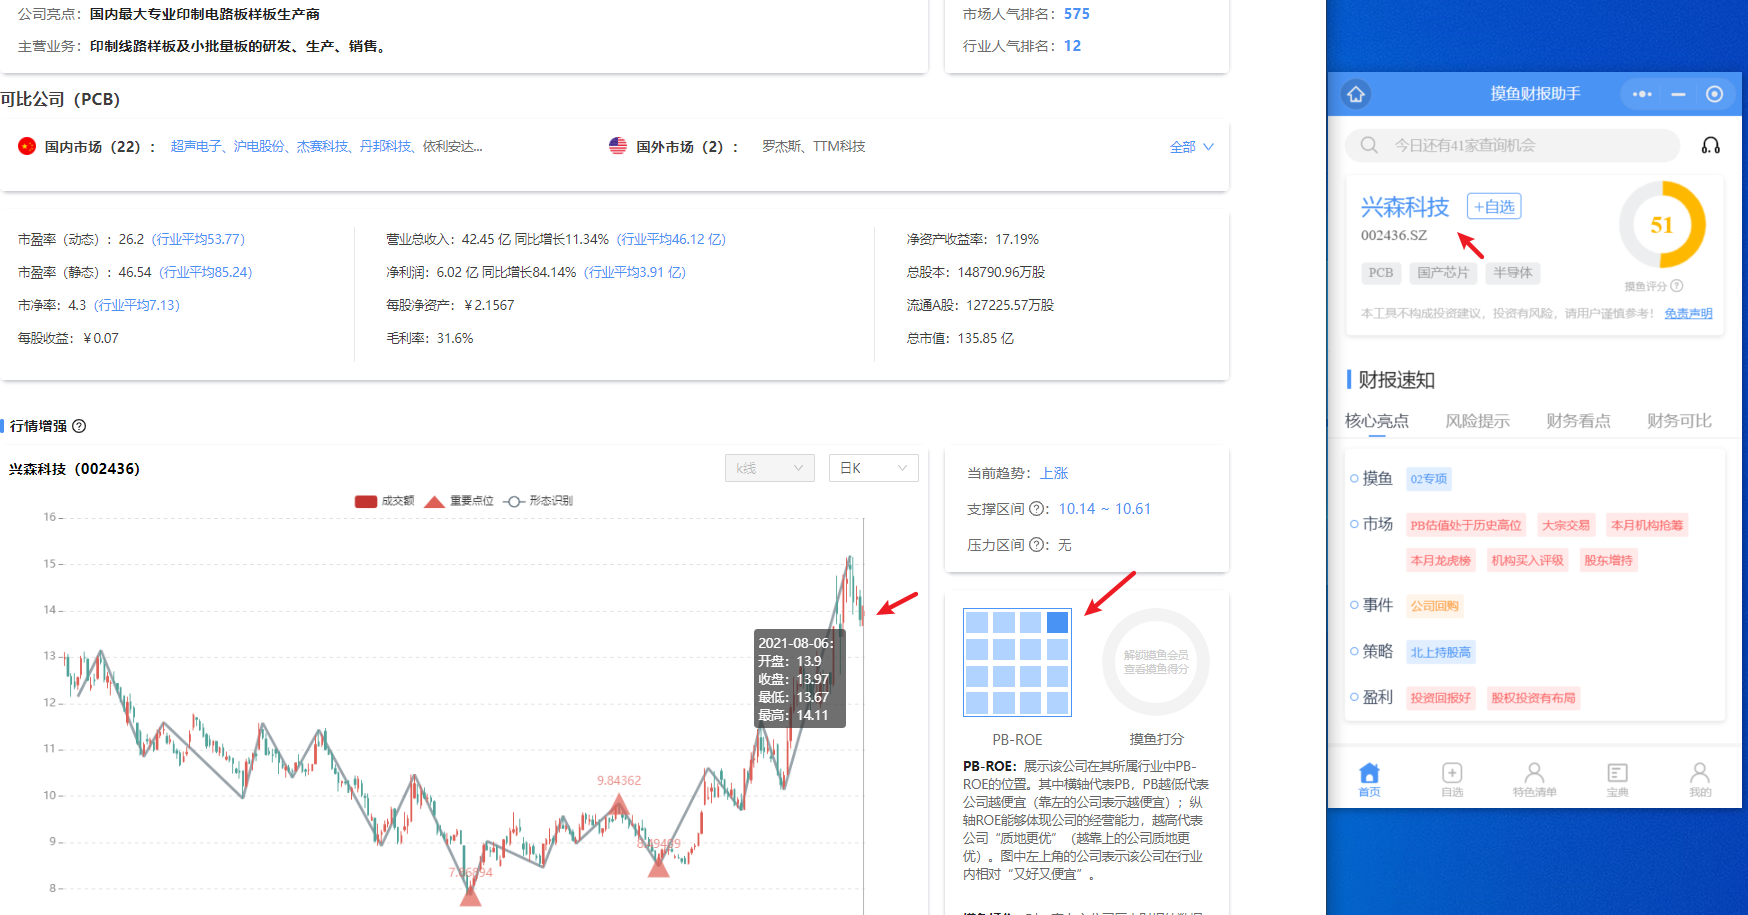 公司亮点：国内最大专业印制电路板样板生产商
主营业务：印制线路样板及小批量板的研发、生产、销售。
市场人气排名：575
行业人气排名：12
可比公司（PCB）
国内市场（22）： 超声电子、沪电股份、杰赛科技、丹邦科技、依利安达...
国外市场（2）： 罗杰斯、TTM科技
全部
市盈率（动态）：26.2 (行业平均53.77)
市盈率（静态）：46.54 (行业平均85.24)
市净率：4.3 (行业平均7.13)
每股收益：￥0.07
营业总收入：42.45 亿 同比增长11.34% (行业平均46.12 亿)
净利润：6.02 亿 同比增长84.14% (行业平均3.91 亿)
每股净资产：￥2.1567
毛利率：31.6%
净资产收益率：17.19%
总股本：148790.96万股
流通A股：127225.57万股
总市值：135.85 亿
行情增强
兴森科技（002436）
k线
日K
成交额 重要点位 形态识别
16
15
14
13
12
11
10
9
8
2021-08-06：
开盘：13.9
收盘：13.97
最低：13.67
最高：14.11
9.84362
当前趋势：上涨
支撑区间：10.14 ~ 10.61
压力区间：无
解锁摸鱼会员
查看摸鱼得分
PB-ROE
摸鱼打分
PB-ROE：展示该公司在其所属行业中PB-
ROE的位置。其中横轴代表PB，PB越低代表
公司越便宜（靠左的公司表示越便宜）；纵
轴ROE能够体现公司的经营能力，越高代表
公司“质地更优”（越靠上的公司质地更
优）。图中左上角的公司表示该公司在行业
内相对“又好又便宜”。
摸鱼财报助手
今日还有41家查询机会
兴森科技 +自选
002436.SZ
PCB 国产芯片 半导体
51
摸鱼评分
本工具不构成投资建议，投资有风险，请用户谨慎参考！ 免责声明
财报速知
核心亮点 风险提示 财务看点 财务可比
摸鱼 02专项
市场 PB估值处于历史高位 大宗交易 本月机构抢筹
本月龙虎榜 机构买入评级 股东增持
事件 公司回购
策略 北上持股高
盈利 投资回报好 股权投资有布局
首页 自选 特色清单 宝典 我的